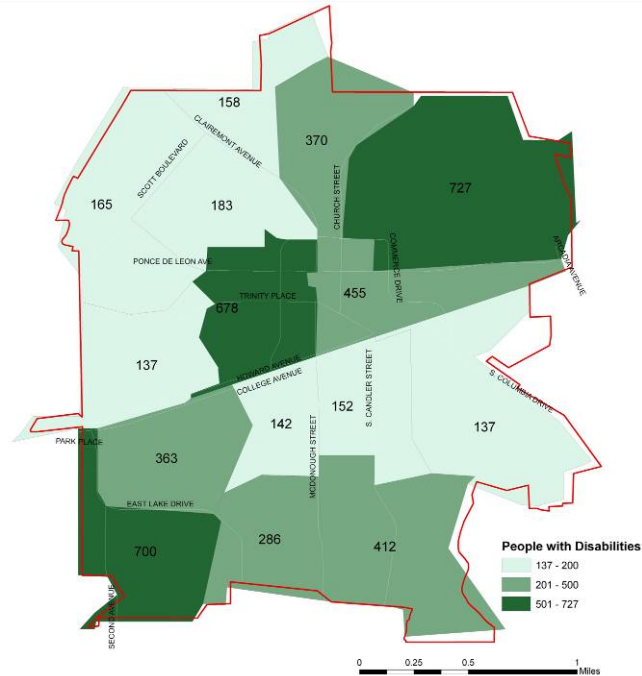 158
CLAIREMONT AVENUE
370
SCOTT BOULEVARD
727
165
183
CHURCH STREET
COMMERCE DRIVE
ARCADIA AVENUE
PONCE DE LEON AVE
TRINITY PLACE
455
678
137
HOWARD AVENUE
COLLEGE AVENUE
S. CANDLER STREET
S. COLUMBIA DRIVE
152
142
137
MCDONOUGH STREET
PARK PLACE
363
EAST LAKE DRIVE
286
412
700
SECOND AVENUE
People with Disabilities
137 - 200
201 - 500
501 - 727
0 0.25 0.5 1
Miles